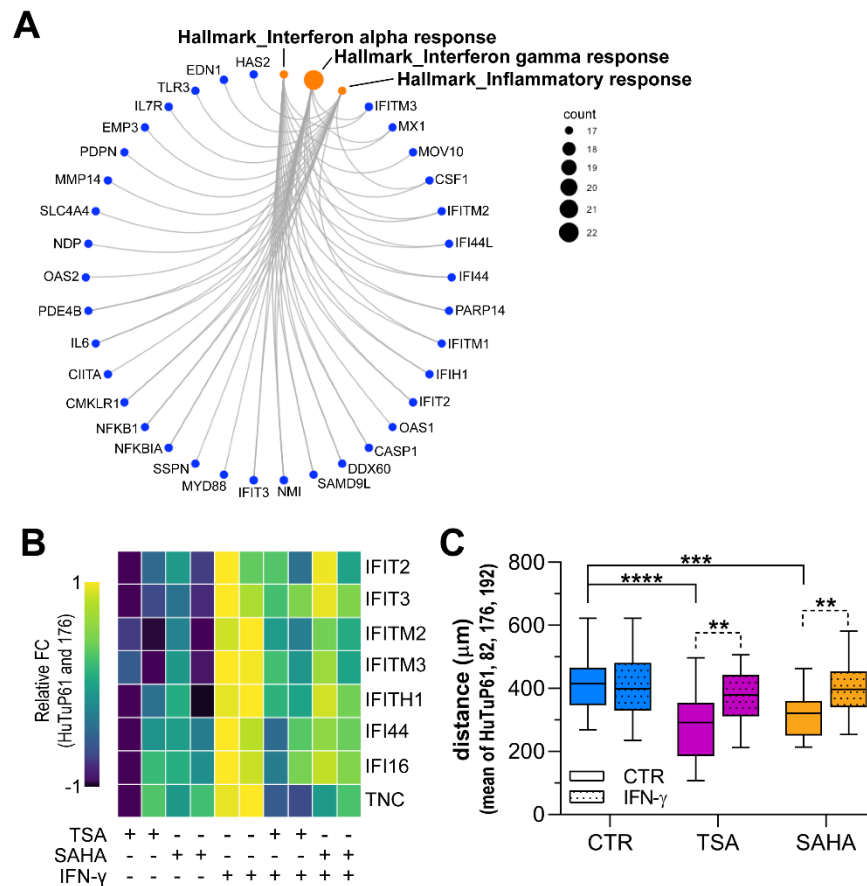 A
Hallmark_Interferon alpha response
Hallmark_Interferon gamma response
Hallmark_Inflammatory response
HAS2
EDN1
TLR3
IL7R
EMP3
PDPN
MMP14
SLC4A4
NDP
OAS2
PDE4B
IL6
CIITA
CMKLR1
NFKB1
NFKBIA
SSPN
MYD88
IFIT3
NMI
SAMD9L
DDX60
CASP1
OAS1
IFIT2
IFIH1
IFITM1
PARP14
IFI44
IFI44L
IFITM2
CSF1
MOV10
MX1
IFITM3
count
17
18
19
20
21
22
B
1
Relative FC
(HuTuP61 and 176)
-1
IFIT2
IFIT3
IFITM2
IFITM3
IFITH1
IFI44
IFI16
TNC
TSA + + - - - - + + - -
SAHA - - + + - - - - + +
IFN-γ - - - - + + + + + +
C
distance (μm)
(mean of HuTuP61, 82, 176, 192)
800
600
400
200
0
***
****
**
**
CTR
IFN-γ
CTR TSA SAHA